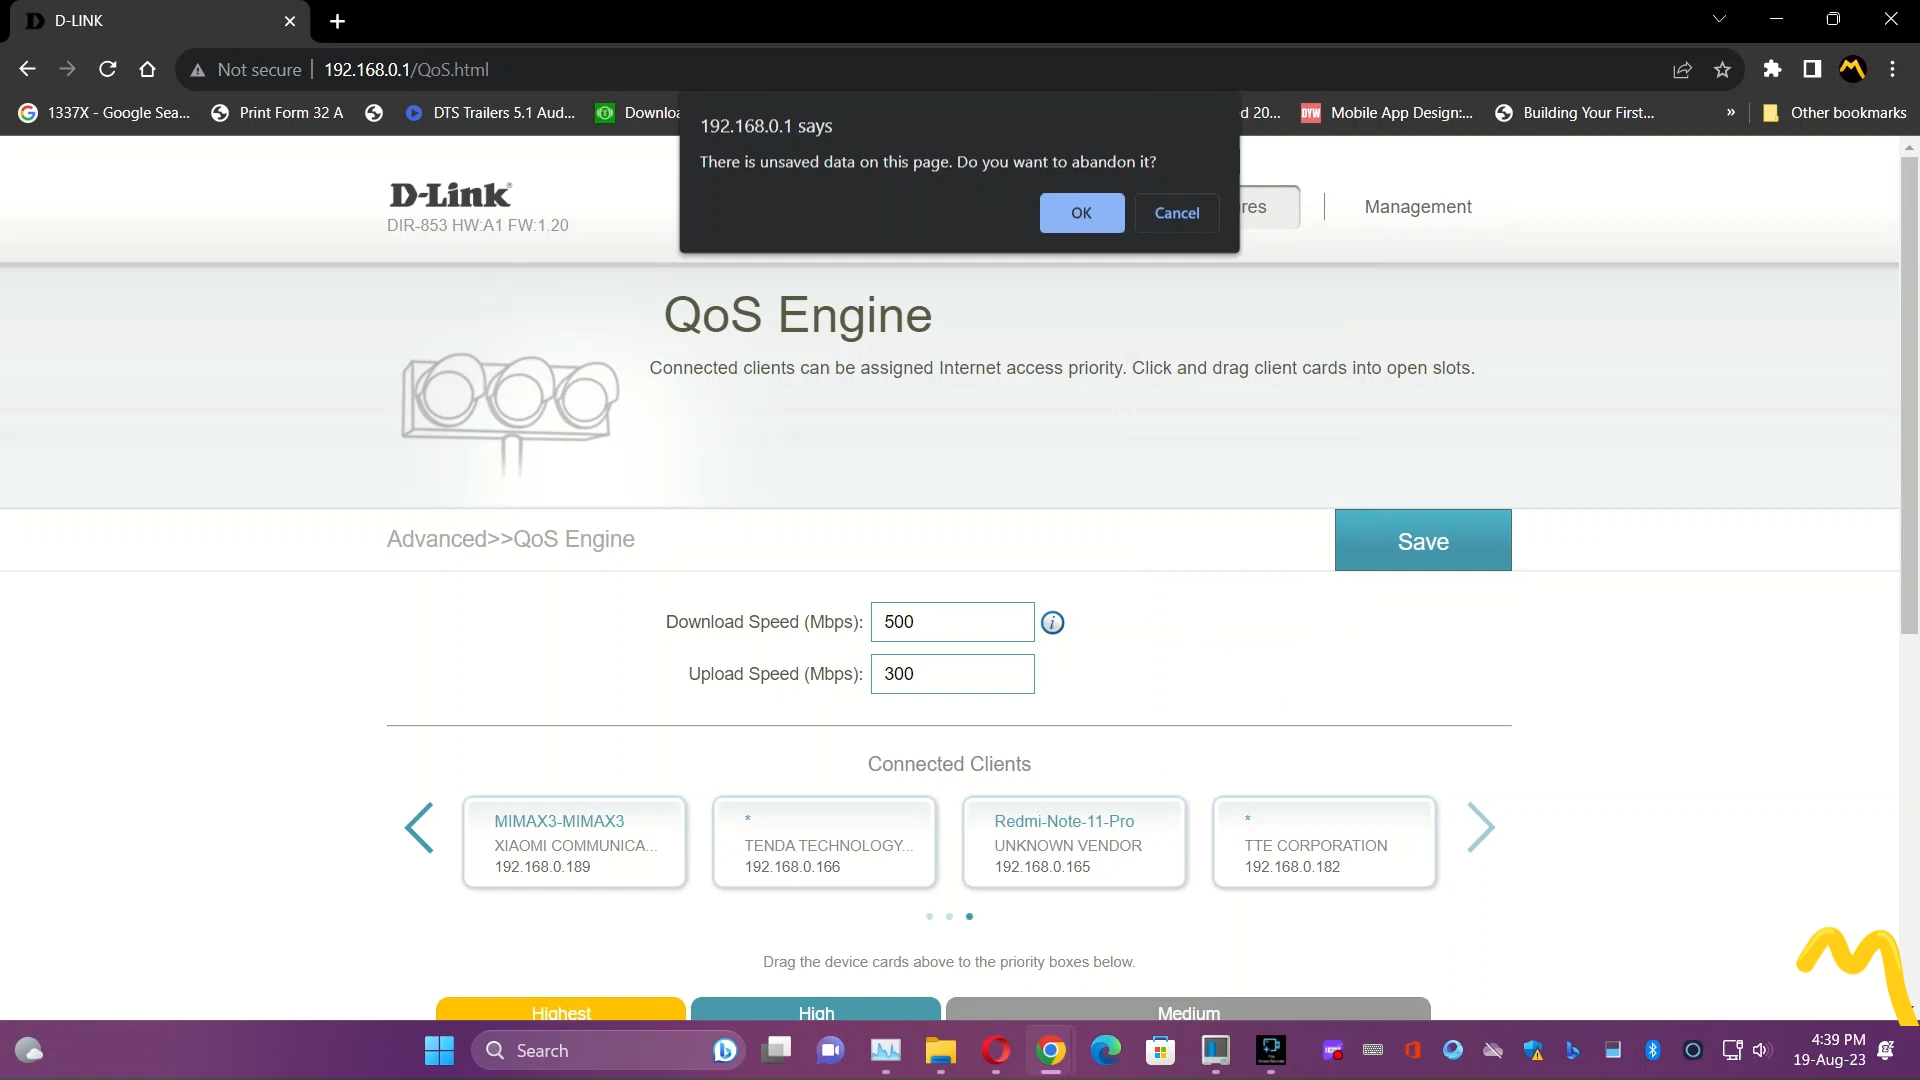 D-LINK
Not secure 192.168.0.1/QoS.html
1337X - Google Sea... Print Form 32 A DTS Trailers 5.1 Aud... Downloa d 20... Mobile App Design:... Building Your First... » Other bookmarks
192.168.0.1 says
There is unsaved data on this page. Do you want to abandon it?
OK Cancel
D-Link
DIR-853 HW:A1 FW:1.20
res Management
QoS Engine
Connected clients can be assigned Internet access priority. Click and drag client cards into open slots.
Advanced>>QoS Engine
Save
Download Speed (Mbps): 500
Upload Speed (Mbps): 300
Connected Clients
MIMAX3-MIMAX3
XIAOMI COMMUNICA...
192.168.0.189
*
TENDA TECHNOLOGY...
192.168.0.166
Redmi-Note-11-Pro
UNKNOWN VENDOR
192.168.0.165
*
TTE CORPORATION
192.168.0.182
Drag the device cards above to the priority boxes below.
Highest High Medium
Search
4:39 PM
19-Aug-23